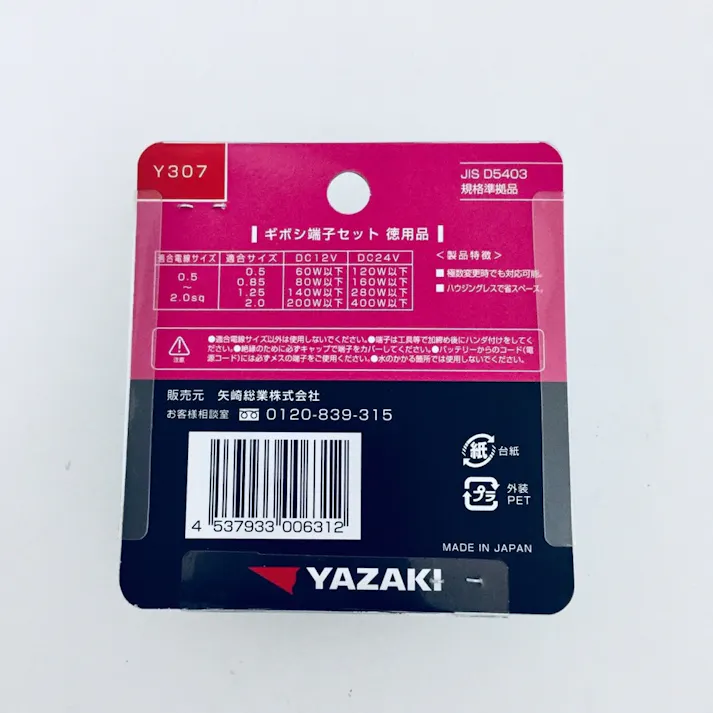 Y307
JIS D5403
規格準拠品
ギボシ端子セット 徳用品
適合電線サイズ 適合サイズ DC12V DC24V
0.5 60W以下 120W以下
0.5 0.85 80W以下 160W以下
～ 1.25 140W以下 280W以下
2.0sq 2.0 200W以下 400W以下
＜製品特徴＞
■極数変更時でも対応可能。
■ハウジングレスで省スペース。
注意
●適合電線サイズ以外は使用しないでください。●端子は工具等で加締め後にハンダ付けをしてく
ださい。●絶縁のために必ずキャップで端子をカバーしてください。●バッテリーからのコード(電
源コード)には必ずメスの端子をご使用ください。●水のかかる箇所では使用しないでください。
販売元 矢崎総業株式会社
お客様相談室 0120-839-315
4 537933 006312
紙 台紙
プラ 外装
PET
MADE IN JAPAN
YAZAKI